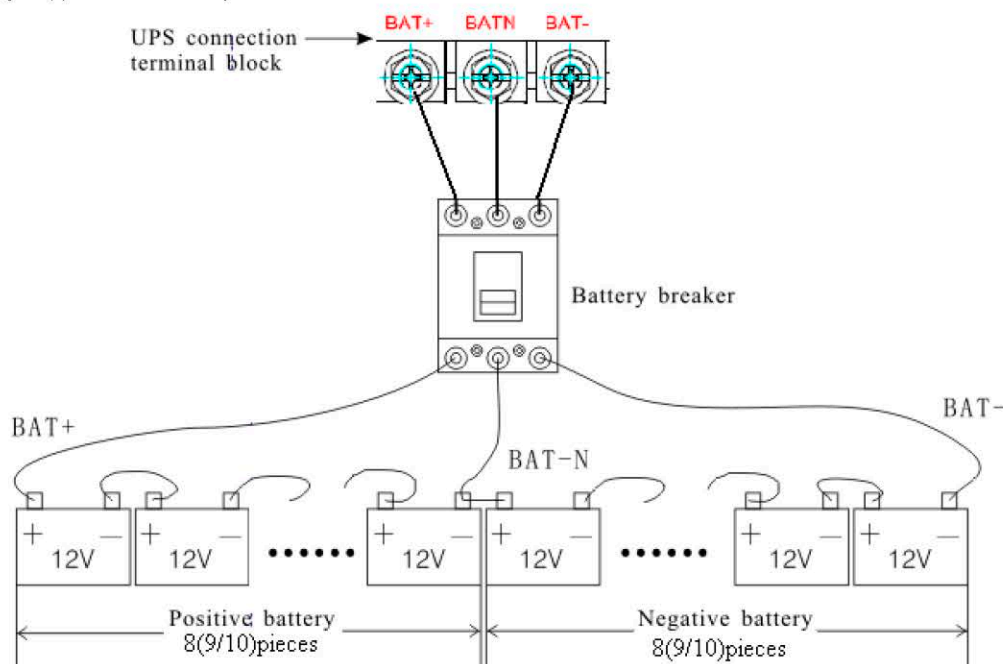 BAT+ BATN BAT-
UPS connection
terminal block
Battery breaker
BAT+
BAT-
BAT-N
+ — + — + — + — + — + —
12V 12V 12V 12V 12V 12V
Positive battery
8(9/10)pieces
Negative battery
8(9/10)pieces